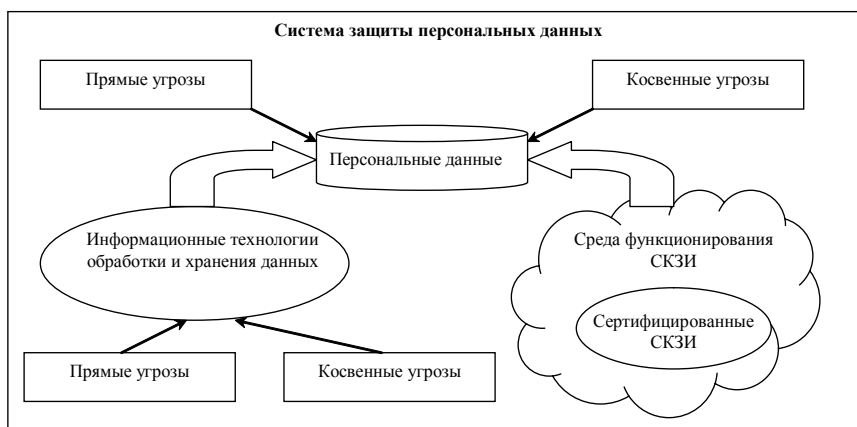 Система защиты персональных данных
Прямые угрозы
Косвенные угрозы
Персональные данные
Информационные технологии
обработки и хранения данных
Среда функционирования
СКЗИ
Сертифицированные
СКЗИ
Прямые угрозы
Косвенные угрозы